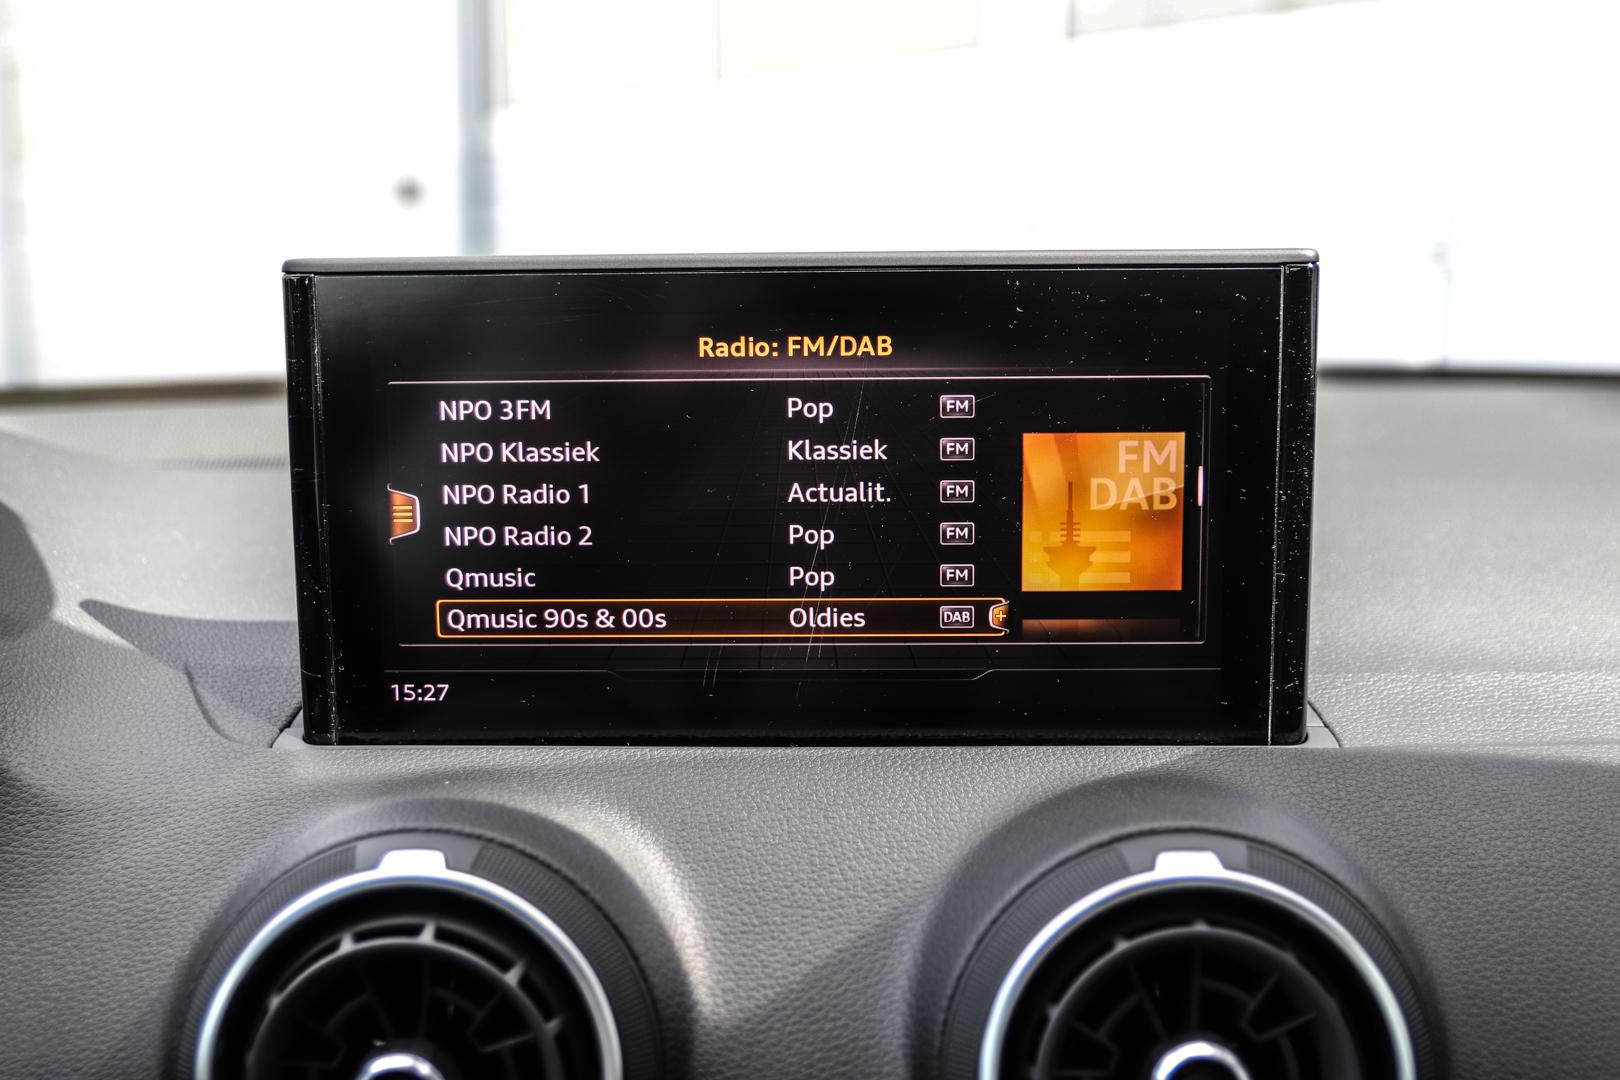 Radio: FM/DAB
NPO 3FM Pop FM
NPO Klassiek Klassiek FM
NPO Radio 1 Actualit. FM
NPO Radio 2 Pop FM
Qmusic Pop FM
Qmusic 90s & 00s Oldies DAB
FM
DAB
15:27